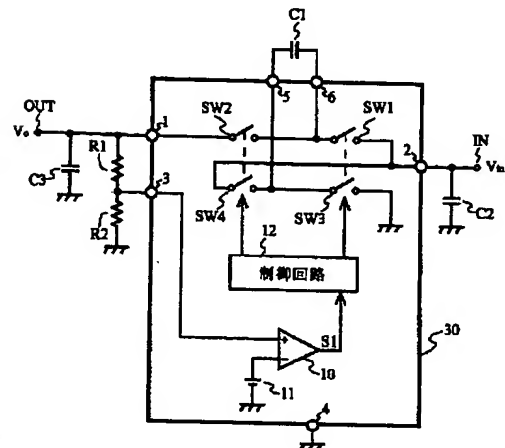 C1
5
6
OUT
1
SW2
SW1
Vo
R1
2
IN
Vin
C3
3
R2
SW4
SW3
C2
12
制御回路
S1
+
-
10
30
11
4